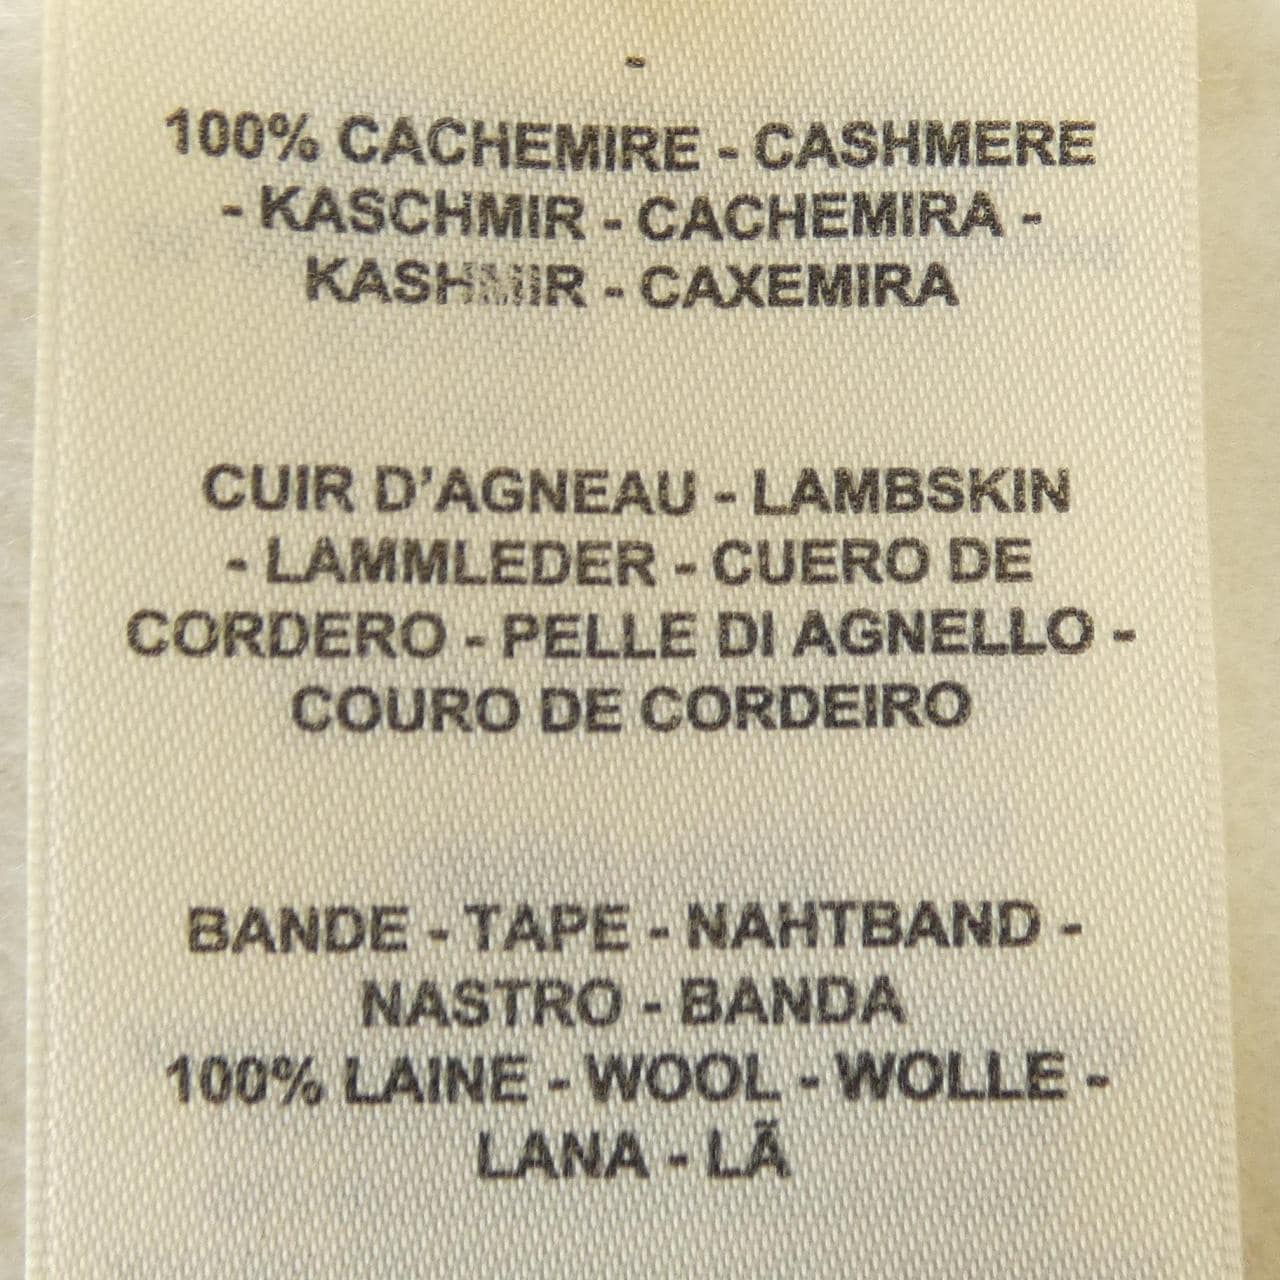 -
100% CACHEMIRE - CASHMERE
- KASCHMIR - CACHEMIRA -
KASHMIR - CAXEMIRA
CUIR D'AGNEAU - LAMBSKIN
- LAMMLEDER - CUERO DE
CORDERO - PELLE DI AGNELLO -
COURO DE CORDEIRO
BANDE - TAPE - NAHTBAND -
NASTRO - BANDA
100% LAINE - WOOL - WOLLE -
LANA - LÃ